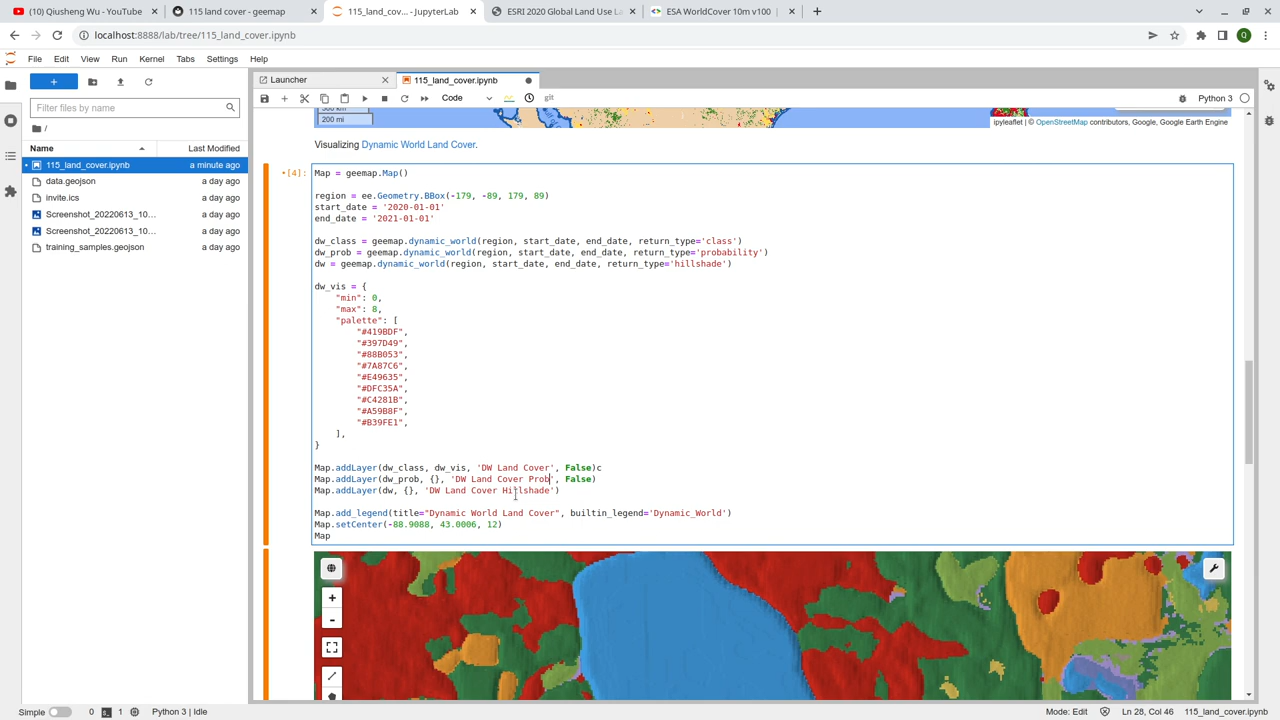 (10) Qiusheng Wu - YouTube
115 land cover - geemap
115_land_cov... - JupyterLab
ESRI 2020 Global Land Use La
ESA WorldCover 10m v100
localhost:8888/lab/tree/115_land_cover.ipynb
Q
File Edit View Run Kernel Tabs Settings Help
Launcher
115_land_cover.ipynb
Code
git
Python 3
Filter files by name
/
Name Last Modified
115_land_cover.ipynb a minute ago
data.geojson a day ago
invite.ics a day ago
Screenshot_20220613_10... a day ago
Screenshot_20220613_10... a day ago
training_samples.geojson a day ago
200 mi
ipyleaflet | © OpenStreetMap contributors, Google, Google Earth Engine
Visualizing Dynamic World Land Cover.
[4]: Map = geemap.Map()
region = ee.Geometry.BBox(-179, -89, 179, 89)
start_date = '2020-01-01'
end_date = '2021-01-01'
dw_class = geemap.dynamic_world(region, start_date, end_date, return_type='class')
dw_prob = geemap.dynamic_world(region, start_date, end_date, return_type='probability')
dw = geemap.dynamic_world(region, start_date, end_date, return_type='hillshade')
dw_vis = {
"min": 0,
"max": 8,
"palette": [
"#419BDF",
"#397D49",
"#88B053",
"#7A87C6",
"#E49635",
"#DFC35A",
"#C4281B",
"#A59B8F",
"#B39FE1",
],
}
Map.addLayer(dw_class, dw_vis, 'DW Land Cover', False)c
Map.addLayer(dw_prob, {}, 'DW Land Cover Prob', False)
Map.addLayer(dw, {}, 'DW Land Cover Hillshade')
Map.add_legend(title="Dynamic World Land Cover", builtin_legend='Dynamic_World')
Map.setCenter(-88.9088, 43.0006, 12)
Map
+
-
Simple 0 1 Python 3 | Idle Mode: Edit Ln 28, Col 46 115_land_cover.ipynb